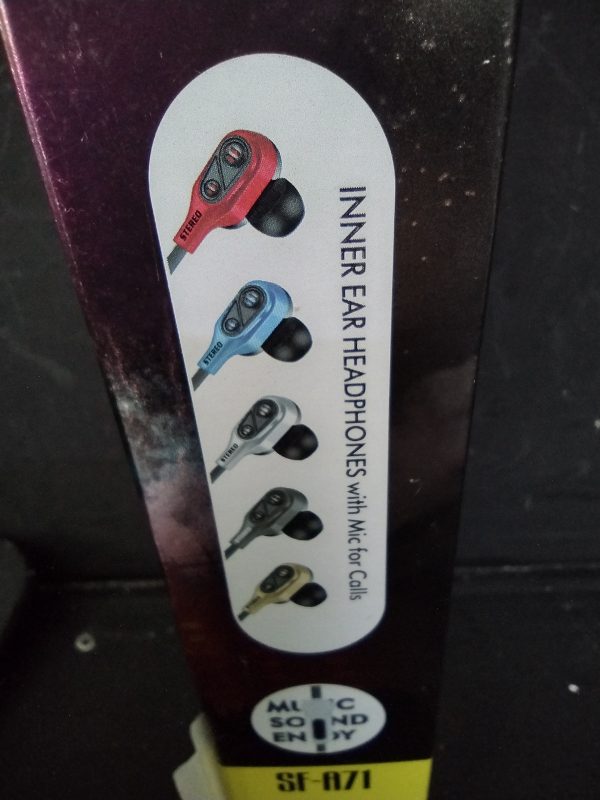 STEREO
STEREO
STEREO
INNER EAR HEADPHONES with Mic for Calls
SF-A71